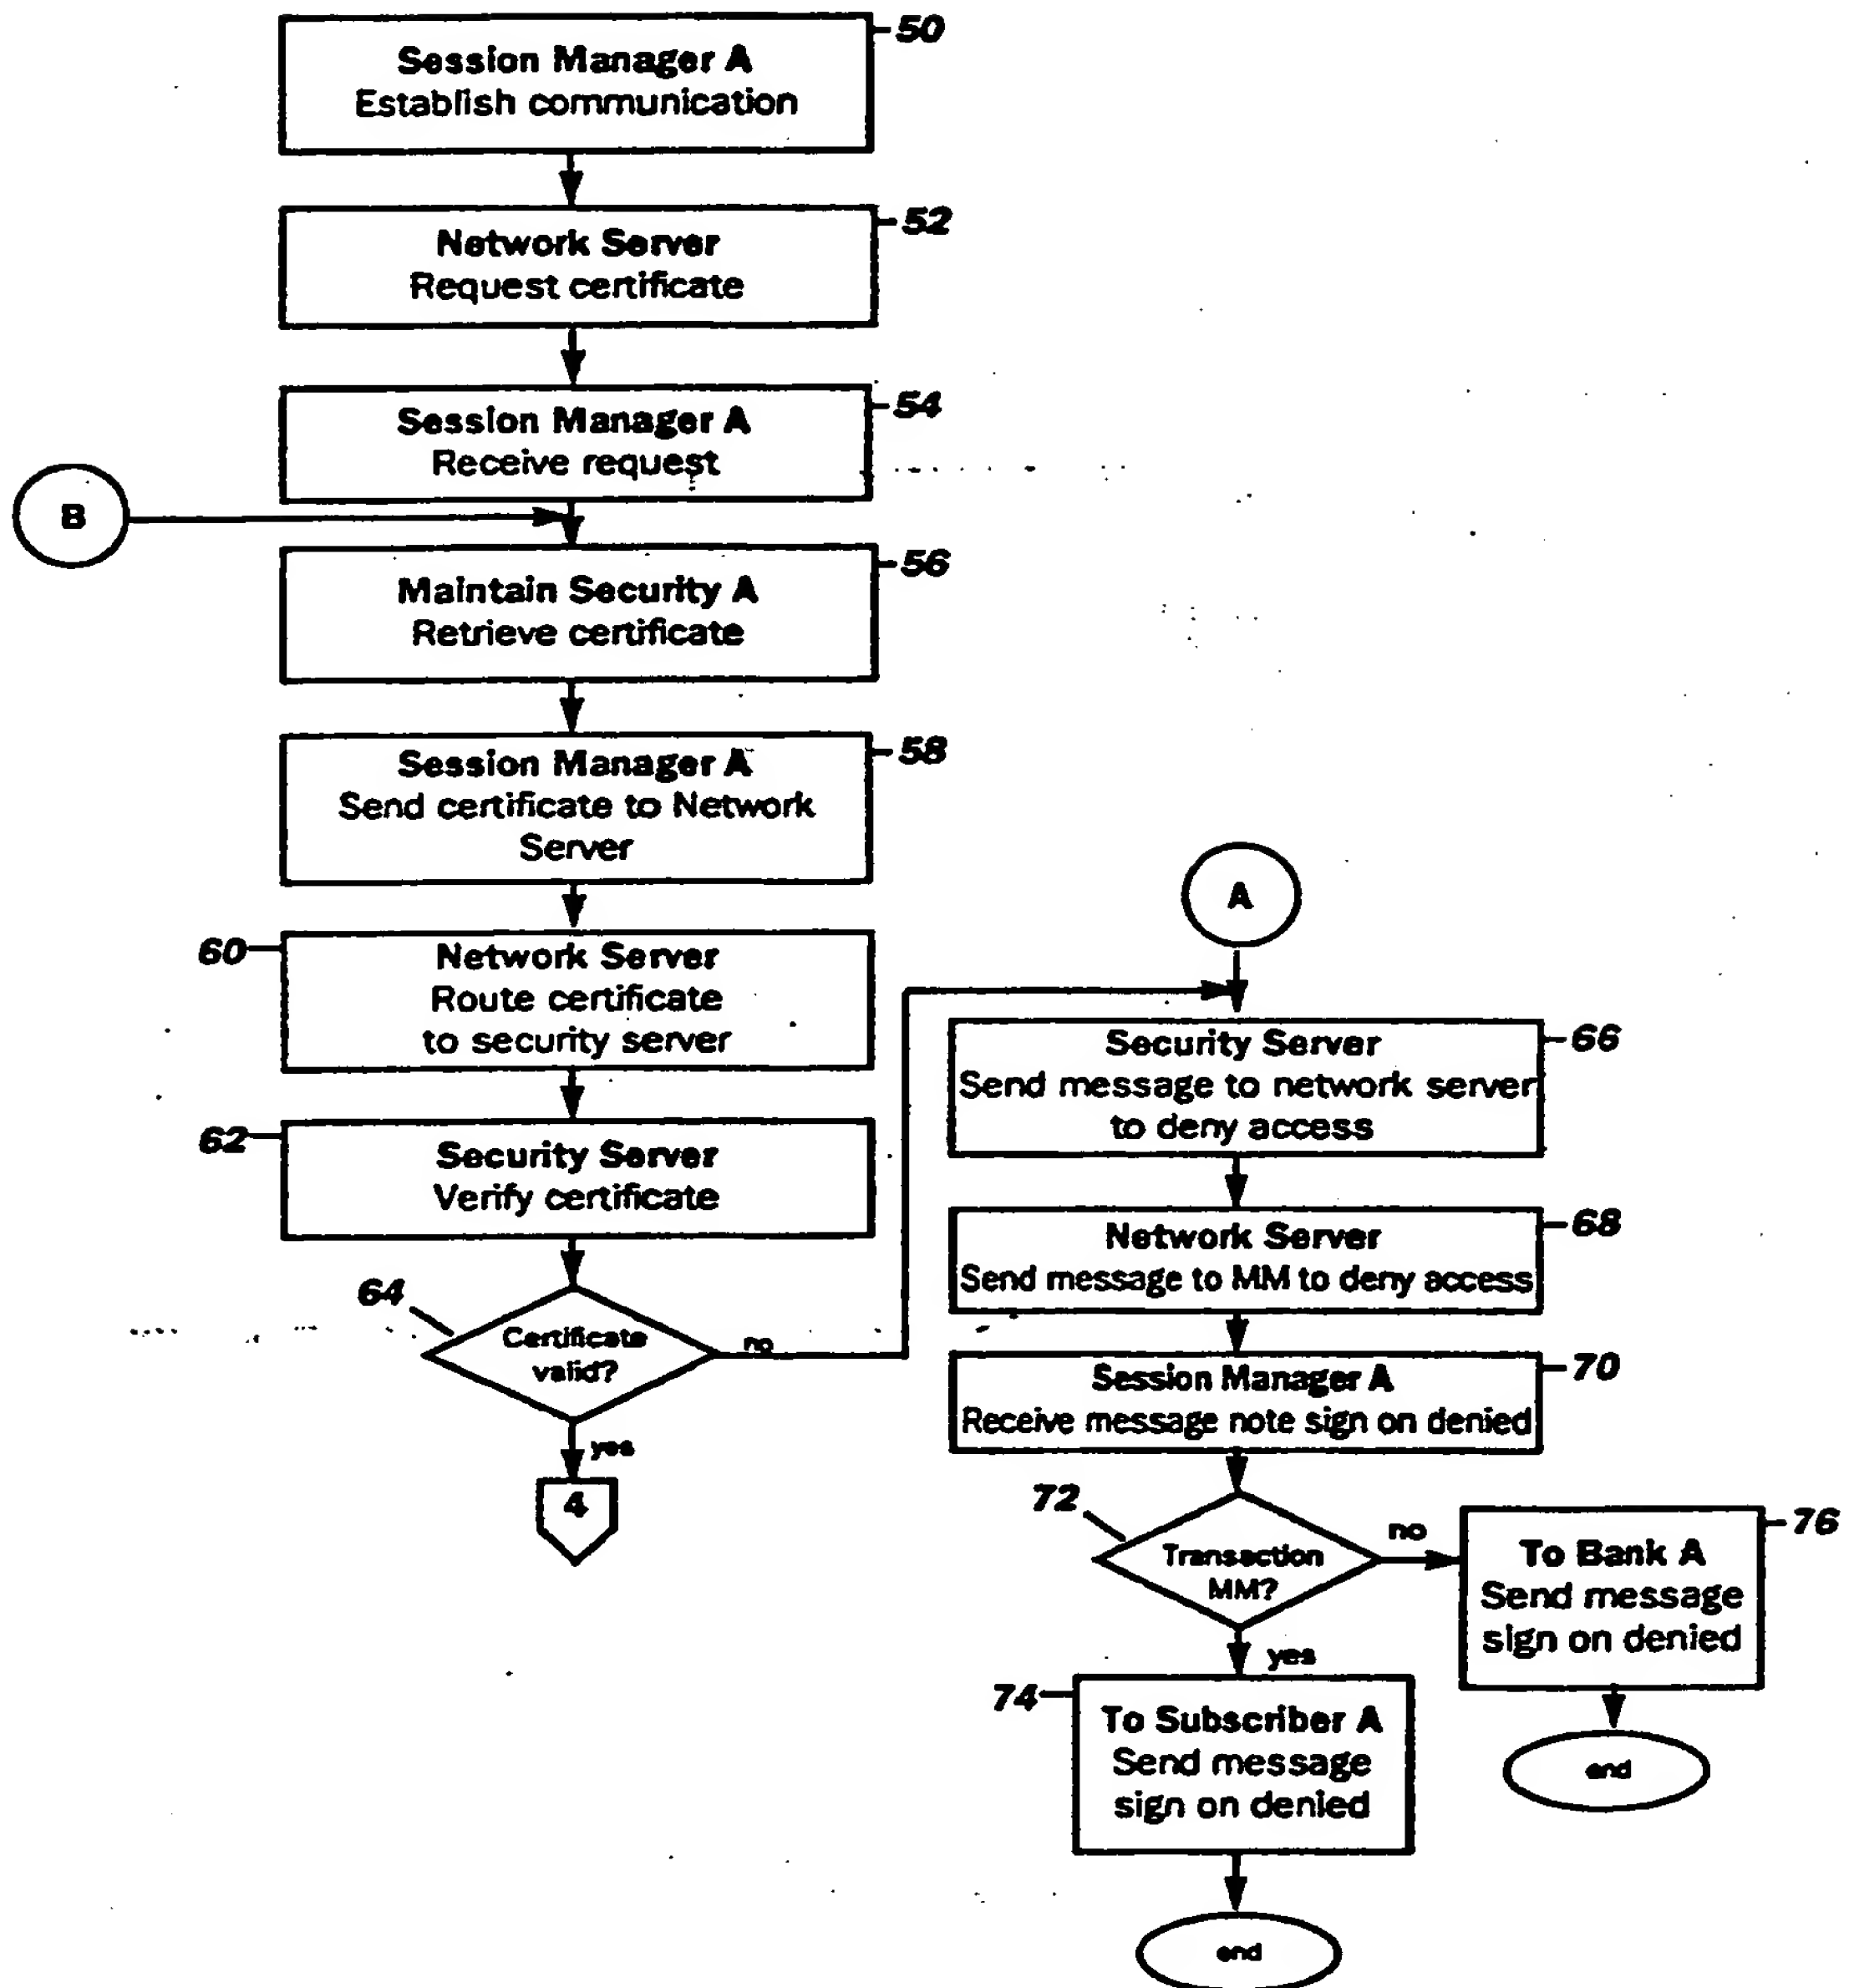 50
Session Manager A
Establish communication
52
Network Server
Request certificate
54
Session Manager A
Receive request
B
56
Maintain Security A
Retrieve certificate
58
Session Manager A
Send certificate to Network
Server
60
Network Server
Route certificate
to security server
62
Security Server
Verify certificate
64
Certificate
valid?
no
yes
4
A
66
Security Server
Send message to network server
to deny access
68
Network Server
Send message to MM to deny access
70
Session Manager A
Receive message note sign on denied
72
Transaction
MM?
no
yes
76
To Bank A
Send message
sign on denied
end
74
To Subscriber A
Send message
sign on denied
end